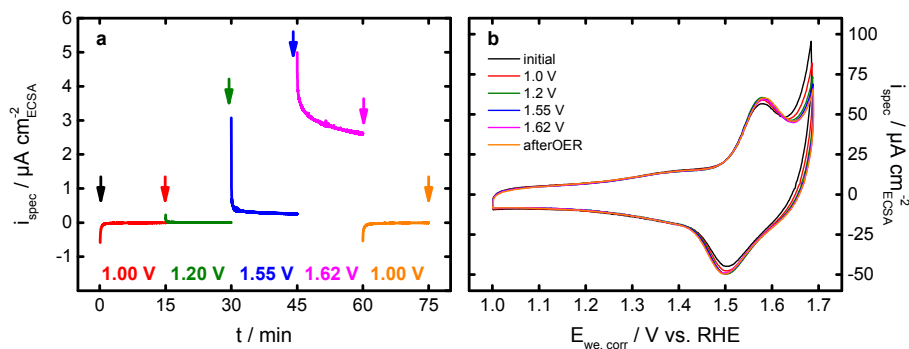 a
i_spec / µA cm⁻²_ECSA
5
4
3
2
1
0
-1
1.00 V 1.20 V 1.55 V 1.62 V 1.00 V
0 15 30 45 60 75
t / min
b
initial
1.0 V
1.2 V
1.55 V
1.62 V
afterOER
100
75
50
25
0
-25
-50
i_spec / µA cm⁻²_ECSA
1.0 1.1 1.2 1.3 1.4 1.5 1.6 1.7
E_we, corr / V vs. RHE